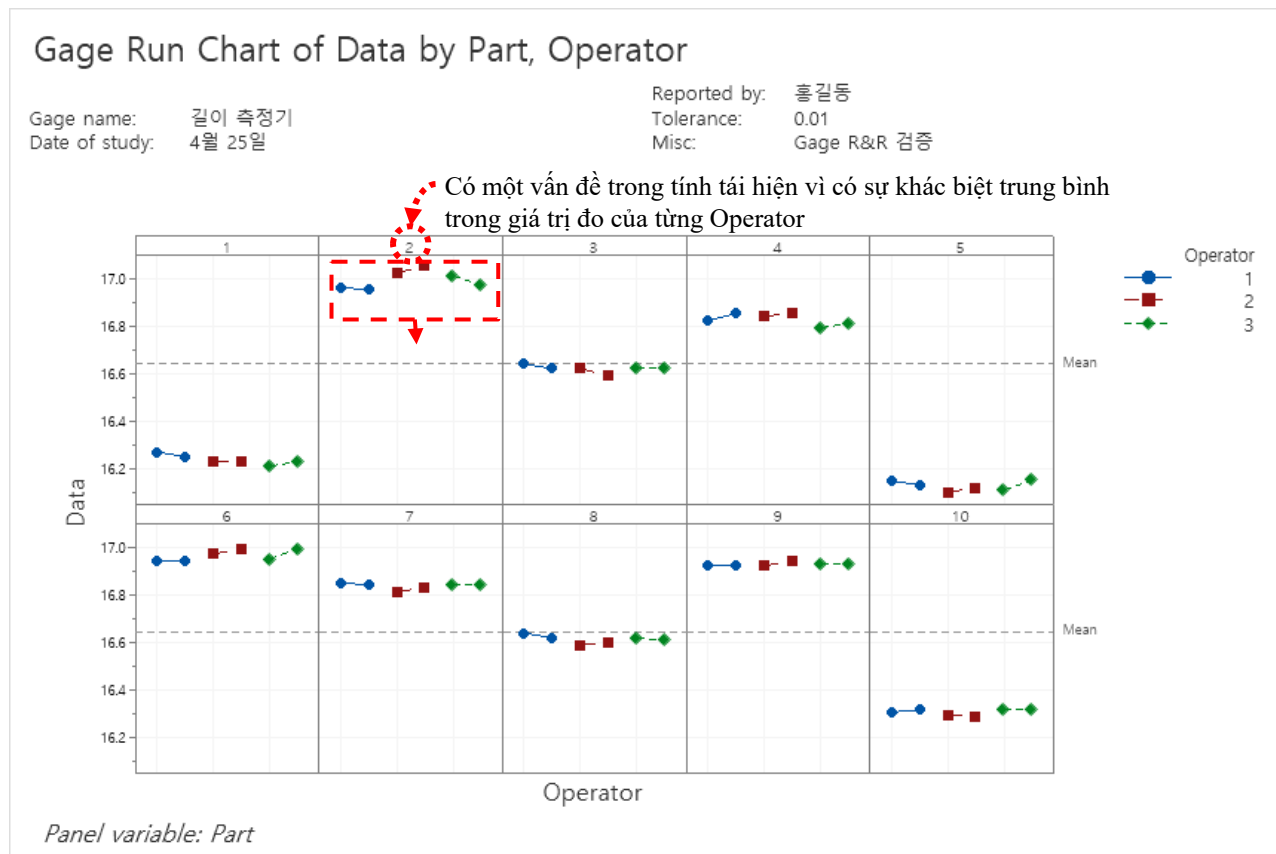 Gage Run Chart of Data by Part, Operator
Gage name: 길이 측정기
Date of study: 4월 25일
Reported by: 홍길동
Tolerance: 0.01
Misc: Gage R&R 검증
Có một vấn đề trong tính tái hiện vì có sự khác biệt trung bình
trong giá trị đo của từng Operator
1 2 3 4 5
17.0
16.8
16.6
16.4
16.2
Mean
Operator
1
2
3
Data
6 7 8 9 10
17.0
16.8
16.6
16.4
16.2
Mean
Operator
Panel variable: Part